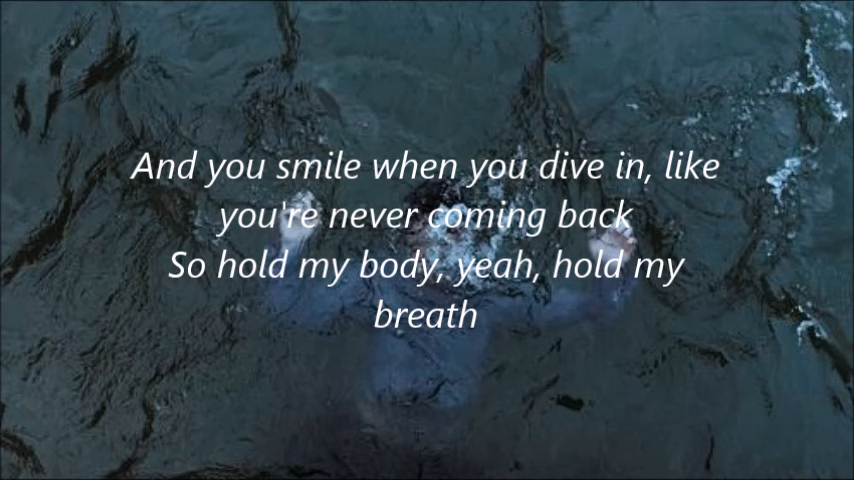 And you smile when you dive in, like
you're never coming back
So hold my body, yeah, hold my
breath